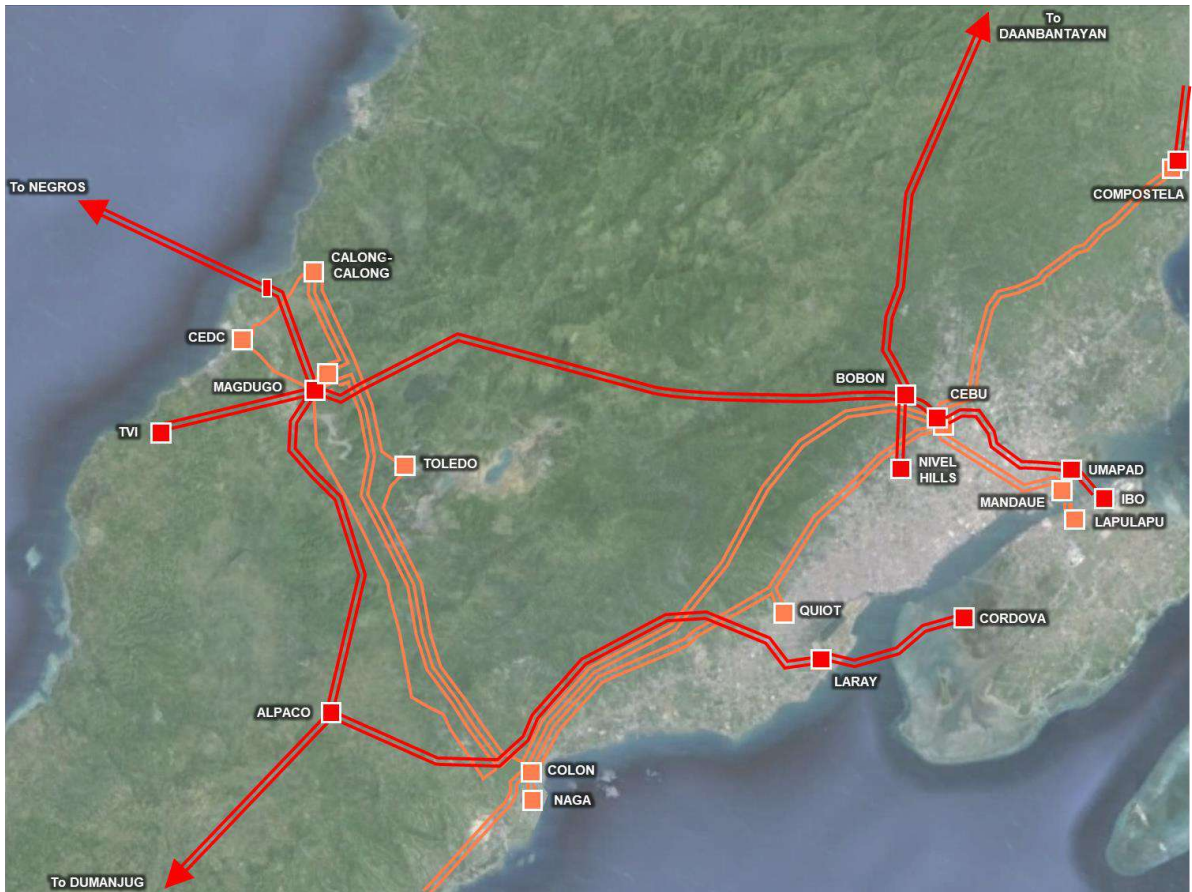 To
DAANBANTAYAN
To NEGROS
COMPOSTELA
CALONG-
CALONG
CEDC
MAGDUGO
BOBON
CEBU
TVI
TOLEDO
NIVEL
HILLS
UMAPAD
MANDAUE
IBO
LAPULAPU
QUIOT
CORDOVA
LARAY
ALPACO
COLON
NAGA
To DUMANJUG